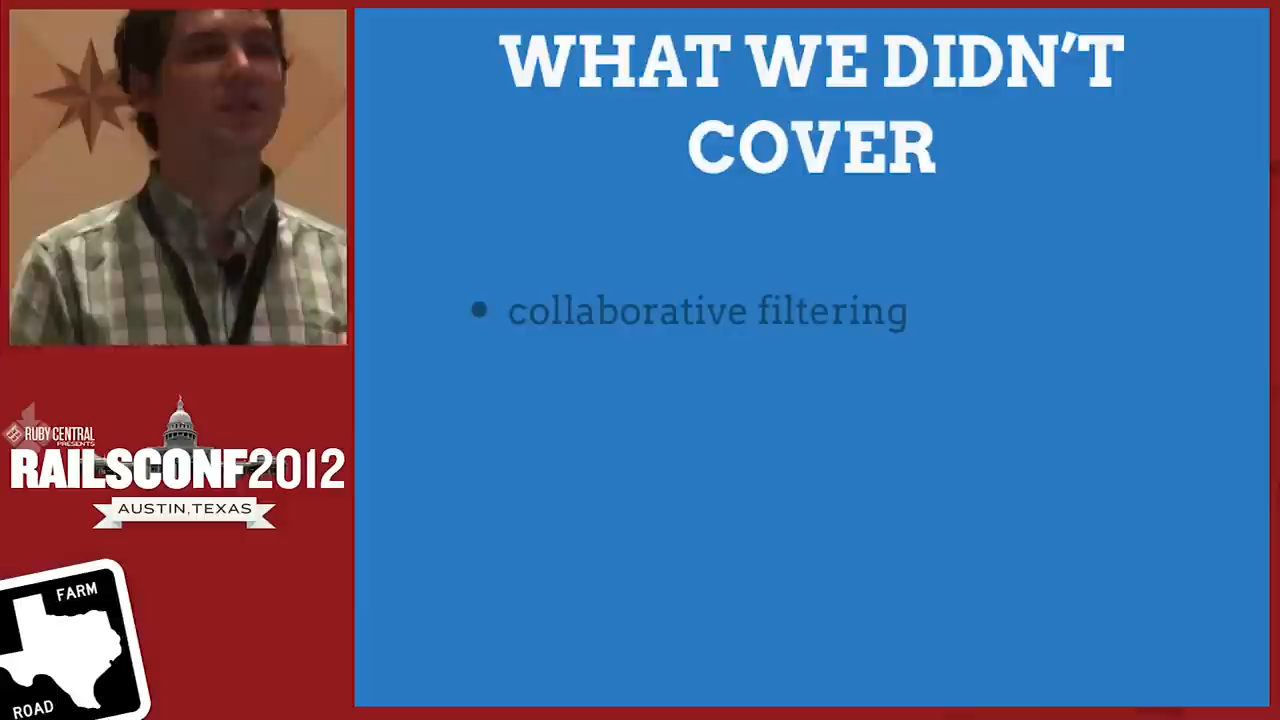 WHAT WE DIDN'T
COVER
• collaborative filtering
RUBY CENTRAL
PRESENTS
RAILSCONF2012
AUSTIN, TEXAS
FARM
ROAD